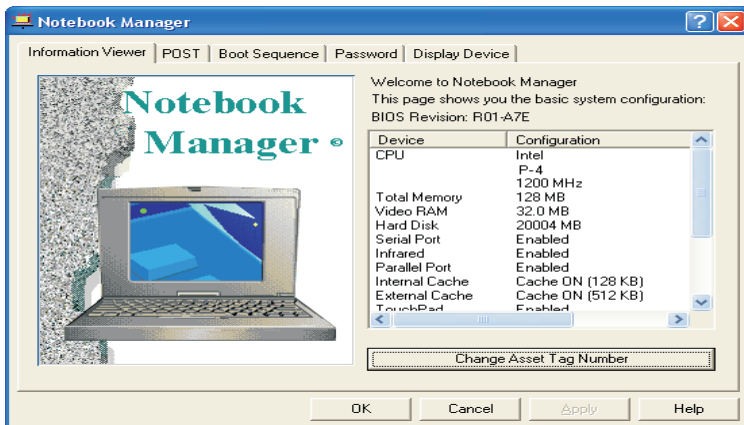 Notebook Manager
Information Viewer POST Boot Sequence Password Display Device
Notebook
Manager ©
Welcome to Notebook Manager
This page shows you the basic system configuration:
BIOS Revision: R01-A7E
Device Configuration
CPU Intel
P-4
1200 MHz
Total Memory 128 MB
Video RAM 32.0 MB
Hard Disk 20004 MB
Serial Port Enabled
Infrared Enabled
Parallel Port Enabled
Internal Cache Cache ON (128 KB)
External Cache Cache ON (512 KB)
TouchPad Enabled
Change Asset Tag Number
OK Cancel Apply Help